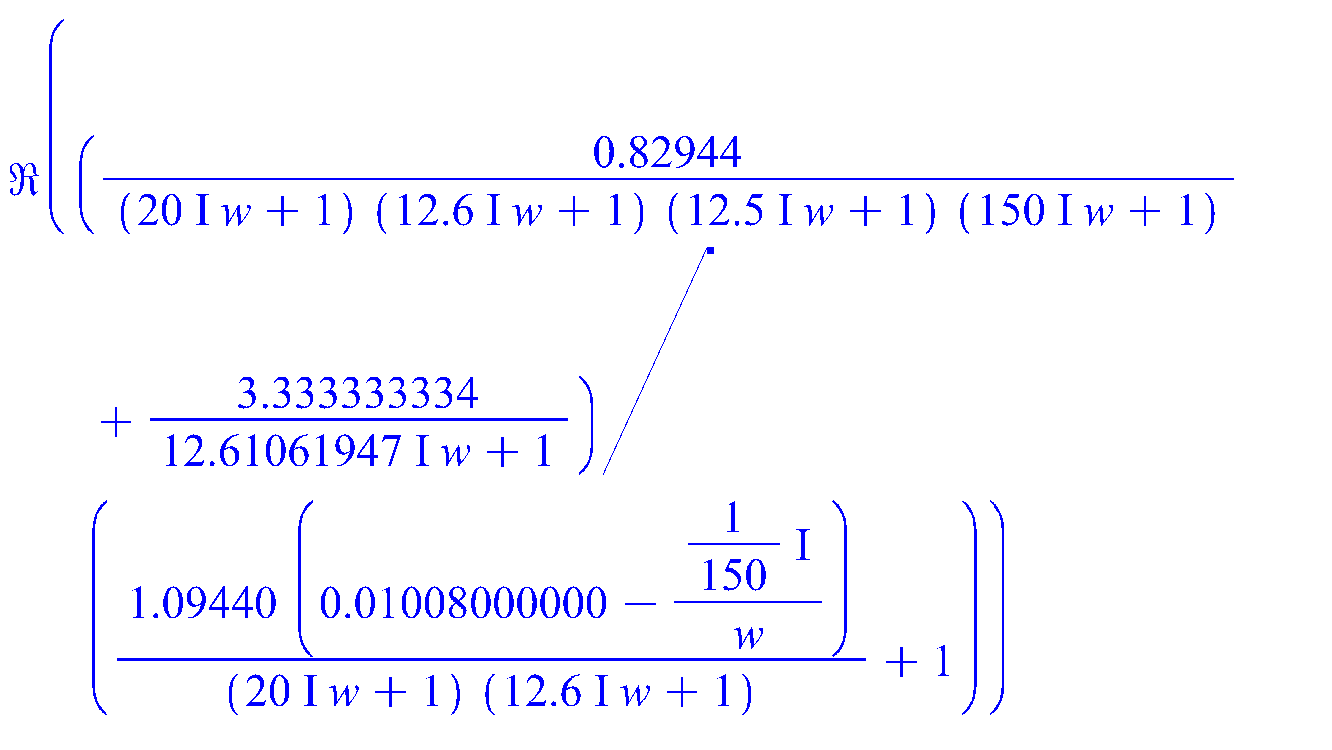 ℜ((0.82944/((20 I w + 1) (12.6 I w + 1) (12.5 I w + 1) (150 I w + 1))
+ 3.333333334/(12.61061947 I w + 1))/
(1.09440 (0.01008000000 − (1/150 I)/w)/((20 I w + 1) (12.6 I w + 1)) + 1))